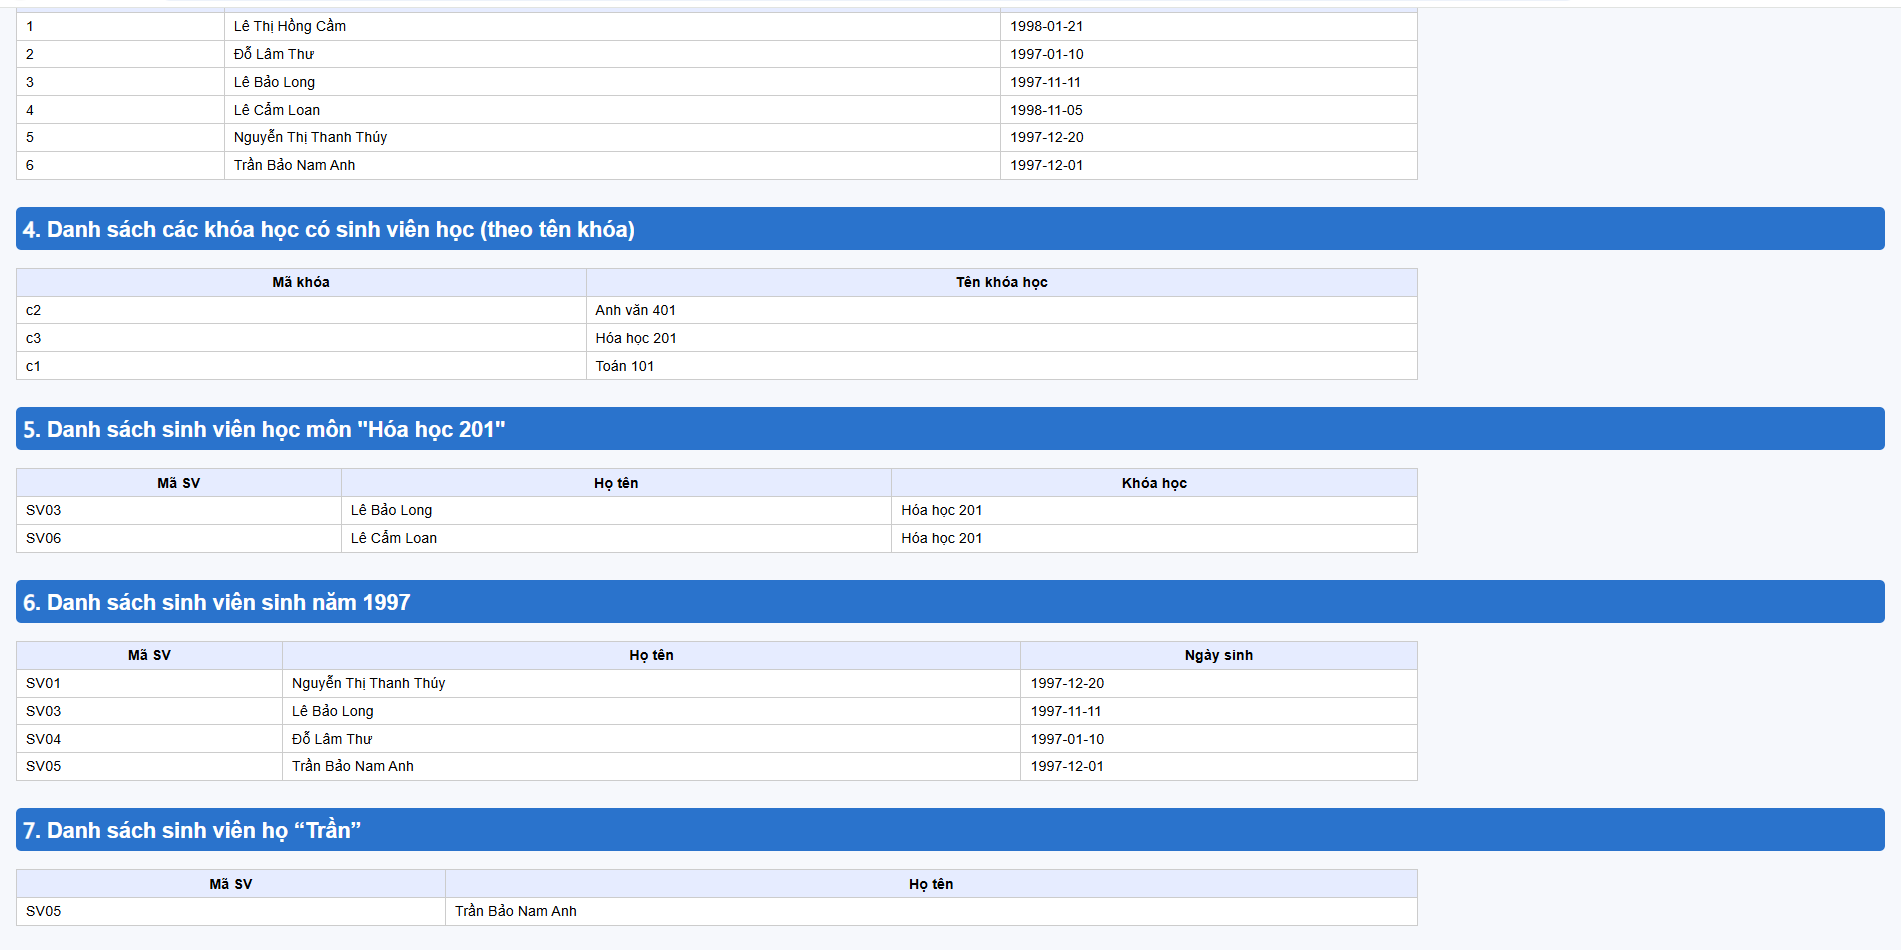 1 Lê Thị Hồng Cầm 1998-01-21
2 Đỗ Lâm Thư 1997-01-10
3 Lê Bảo Long 1997-11-11
4 Lê Cẩm Loan 1998-11-05
5 Nguyễn Thị Thanh Thúy 1997-12-20
6 Trần Bảo Nam Anh 1997-12-01
4. Danh sách các khóa học có sinh viên học (theo tên khóa)
Mã khóa Tên khóa học
c2 Anh văn 401
c3 Hóa học 201
c1 Toán 101
5. Danh sách sinh viên học môn "Hóa học 201"
Mã SV Họ tên Khóa học
SV03 Lê Bảo Long Hóa học 201
SV06 Lê Cẩm Loan Hóa học 201
6. Danh sách sinh viên sinh năm 1997
Mã SV Họ tên Ngày sinh
SV01 Nguyễn Thị Thanh Thúy 1997-12-20
SV03 Lê Bảo Long 1997-11-11
SV04 Đỗ Lâm Thư 1997-01-10
SV05 Trần Bảo Nam Anh 1997-12-01
7. Danh sách sinh viên họ “Trần”
Mã SV Họ tên
SV05 Trần Bảo Nam Anh